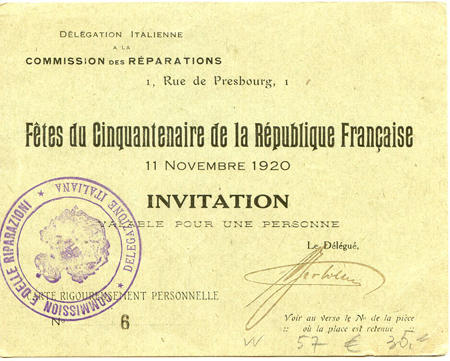 DÉLÉGATION ITALIENNE
A LA
COMMISSION DES RÉPARATIONS
1, Rue de Presbourg, 1
Fêtes du Cinquantenaire de la République Française
11 NOVEMBRE 1920
INVITATION
VALABLE POUR UNE PERSONNE
Le Délégué,
DELEGAZIONE ITALIANA
COMMISSIONE DELLE RIPARAZIONI
CARTE RIGOUREUSEMENT PERSONNELLE
No 6
Voir au verso le No de la pièce
:: où la place est retenue ::
W 57 € 30.-